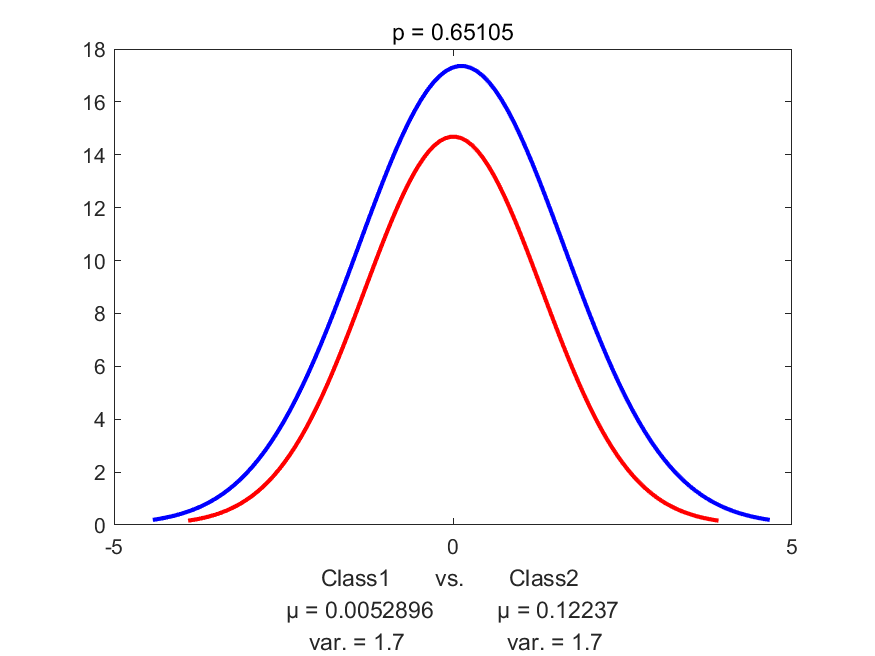 p = 0.65105
18
16
14
12
10
8
6
4
2
0
-5 0 5
Class1 vs. Class2
μ = 0.0052896 μ = 0.12237
var. = 1.7 var. = 1.7